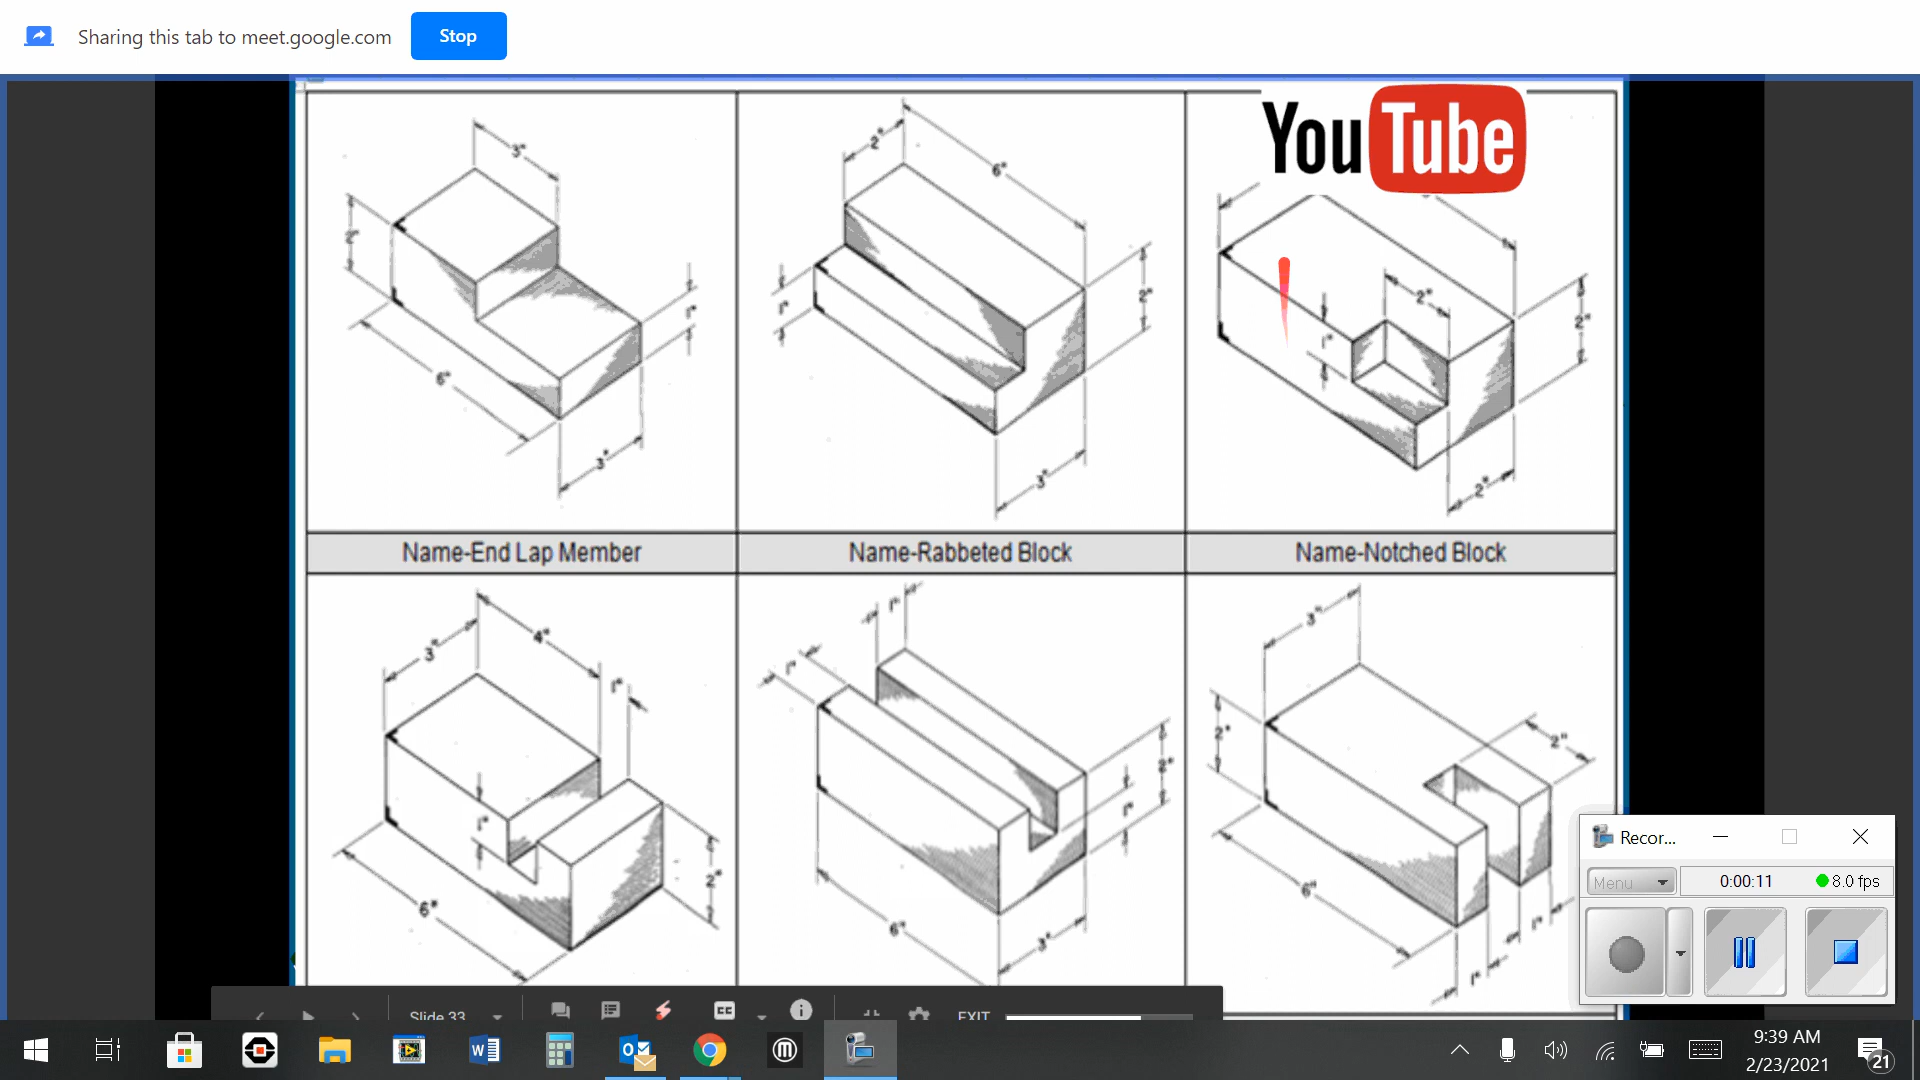 Sharing this tab to meet.google.com
Stop
YouTube
3"
2"
1"
6"
3"
2"
6"
1"
2"
3"
2"
1"
2"
2"
Name-End Lap Member
Name-Rabbeted Block
Name-Notched Block
3"
4"
1"
1"
2"
6"
1"
1"
2"
1"
6"
3"
3"
2"
2"
6"
1"
1"
Recor...
Menu
0:00:11
8.0 fps
Slide 33
CC
EXIT
9:39 AM
2/23/2021
21